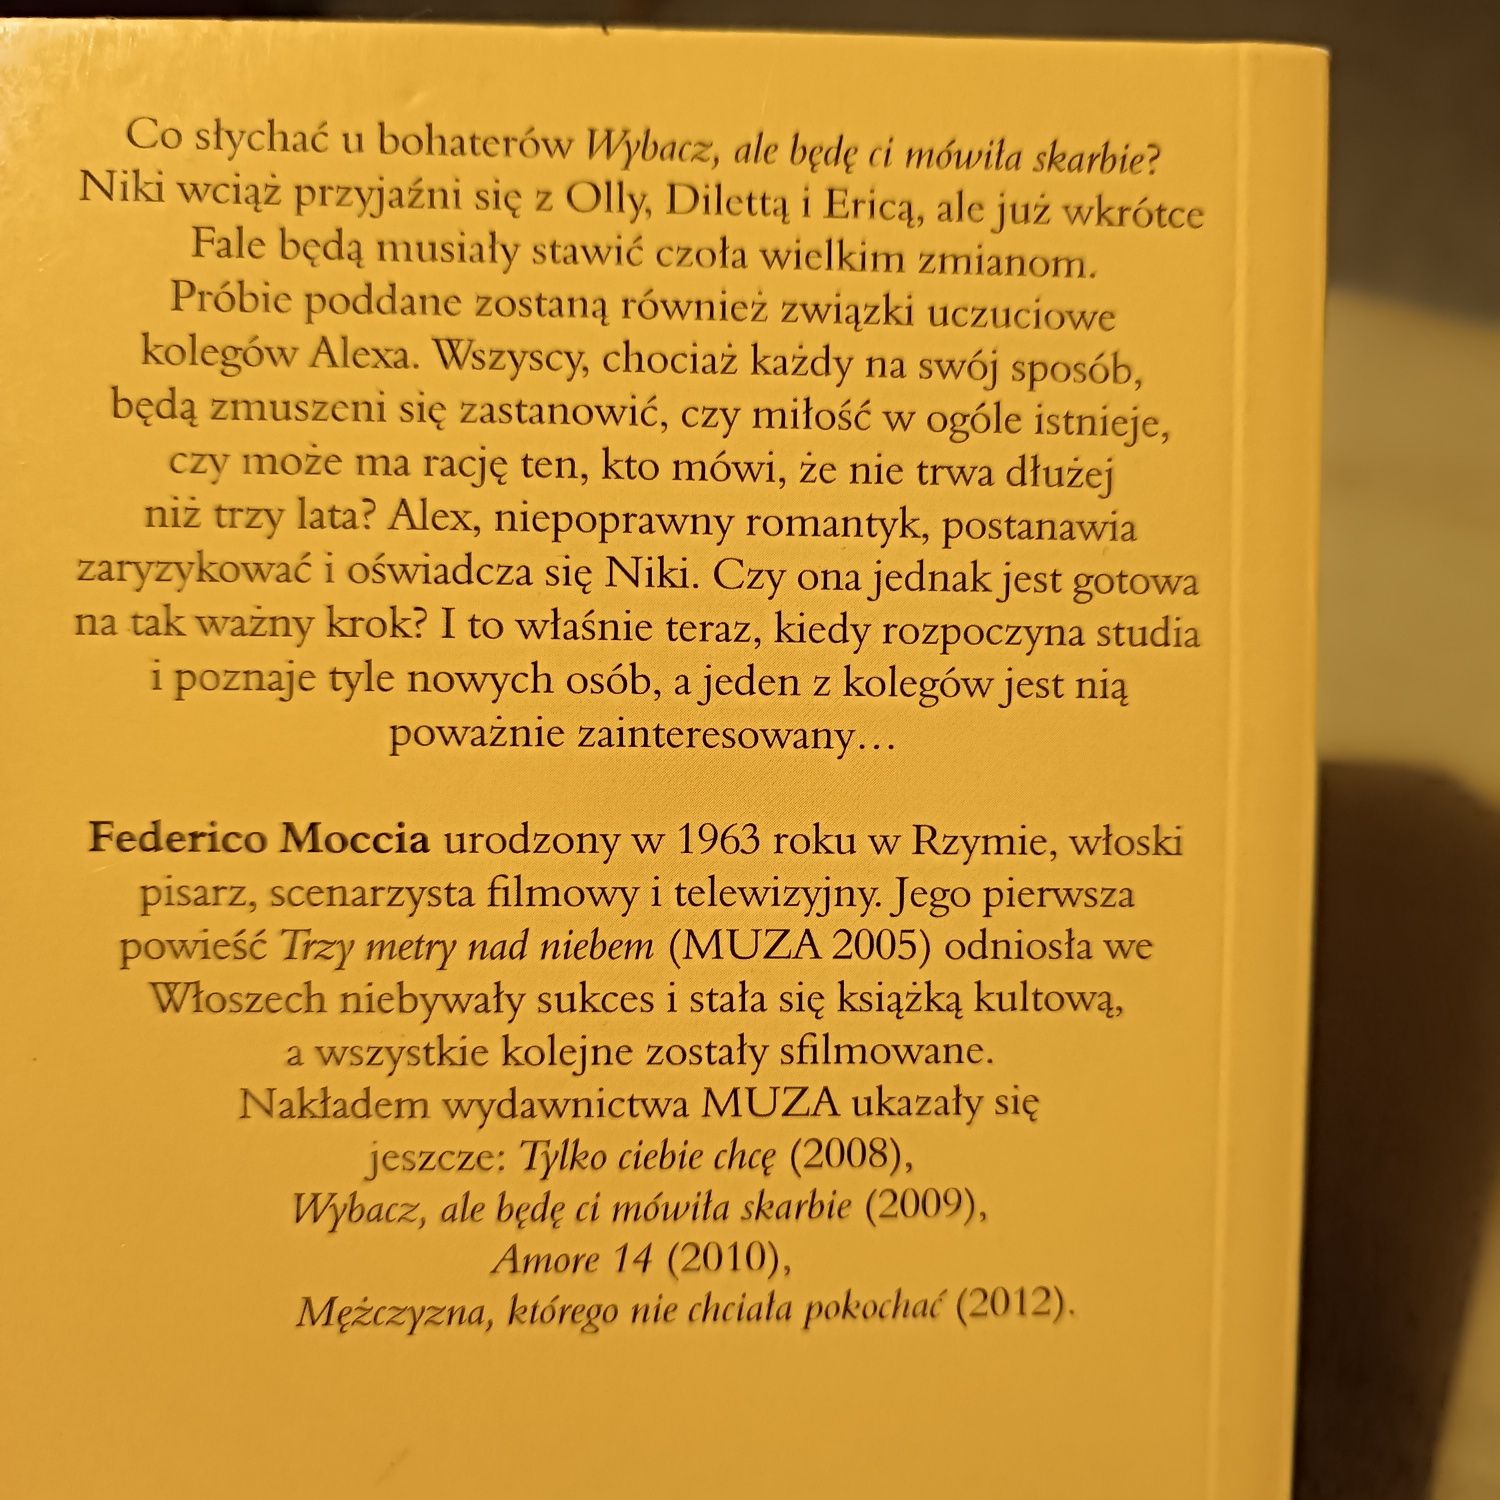 Co słychać u bohaterów Wybacz, ale będę ci mówiła skarbie?
Niki wciąż przyjaźni się z Olly, Dilettą i Ericą, ale już wkrótce
Fale będą musiały stawić czoła wielkim zmianom.
Próbie poddane zostaną również związki uczuciowe
kolegów Alexa. Wszyscy, chociaż każdy na swój sposób,
będą zmuszeni się zastanowić, czy miłość w ogóle istnieje,
czy może ma rację ten, kto mówi, że nie trwa dłużej
niż trzy lata? Alex, niepoprawny romantyk, postanawia
zaryzykować i oświadcza się Niki. Czy ona jednak jest gotowa
na tak ważny krok? I to właśnie teraz, kiedy rozpoczyna studia
i poznaje tyle nowych osób, a jeden z kolegów jest nią
poważnie zainteresowany...
Federico Moccia urodzony w 1963 roku w Rzymie, włoski
pisarz, scenarzysta filmowy i telewizyjny. Jego pierwsza
powieść Trzy metry nad niebem (MUZA 2005) odniosła we
Włoszech niebywały sukces i stała się książką kultową,
a wszystkie kolejne zostały sfilmowane.
Nakładem wydawnictwa MUZA ukazały się
jeszcze: Tylko ciebie chcę (2008),
Wybacz, ale będę ci mówiła skarbie (2009),
Amore 14 (2010),
Mężczyzna, którego nie chciała pokochać (2012).